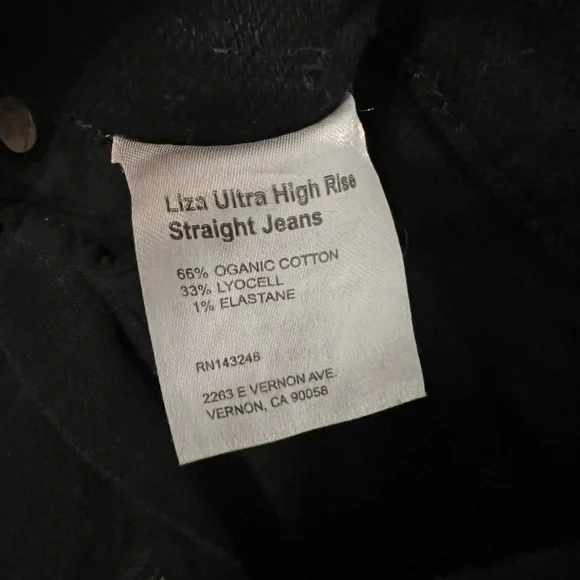 Liza Ultra High Rise
Straight Jeans
66% OGANIC COTTON
33% LYOCELL
1% ELASTANE
RN143248
2263 E VERNON AVE.
VERNON, CA 90058